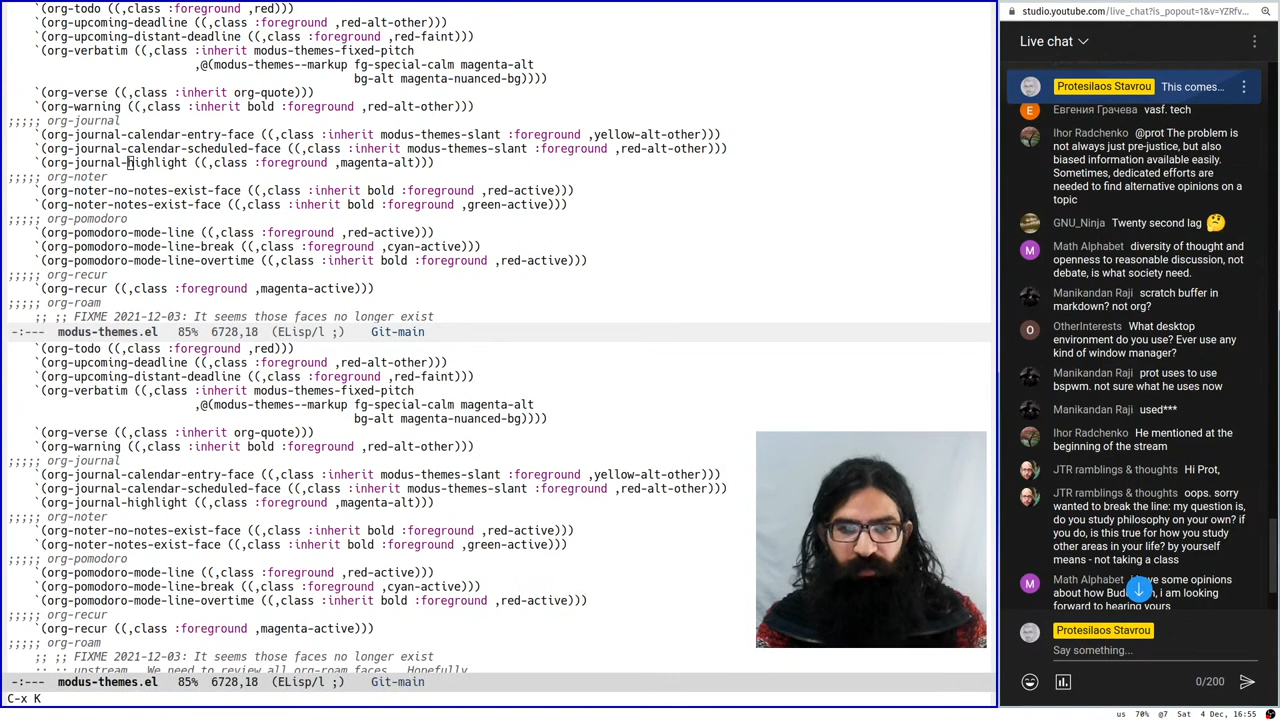 `(org-todo ((,class :foreground ,red)))
`(org-upcoming-deadline ((,class :foreground ,red-alt-other)))
`(org-upcoming-distant-deadline ((,class :foreground ,red-faint)))
`(org-verbatim ((,class :inherit modus-themes-fixed-pitch
,@(modus-themes--markup fg-special-calm magenta-alt
bg-alt magenta-nuanced-bg))))
`(org-verse ((,class :inherit org-quote)))
`(org-warning ((,class :inherit bold :foreground ,red-alt-other)))
;;;;; org-journal
`(org-journal-calendar-entry-face ((,class :inherit modus-themes-slant :foreground ,yellow-alt-other)))
`(org-journal-calendar-scheduled-face ((,class :inherit modus-themes-slant :foreground ,red-alt-other)))
`(org-journal-highlight ((,class :foreground ,magenta-alt)))
;;;;; org-noter
`(org-noter-no-notes-exist-face ((,class :inherit bold :foreground ,red-active)))
`(org-noter-notes-exist-face ((,class :inherit bold :foreground ,green-active)))
;;;;; org-pomodoro
`(org-pomodoro-mode-line ((,class :foreground ,red-active)))
`(org-pomodoro-mode-line-break ((,class :foreground ,cyan-active)))
`(org-pomodoro-mode-line-overtime ((,class :inherit bold :foreground ,red-active)))
;;;;; org-recur
`(org-recur ((,class :foreground ,magenta-active)))
;;;;; org-roam
;; ;; FIXME 2021-12-03: It seems those faces no longer exist
-:--- modus-themes.el 85% 6728,18 (ELisp/l ;) Git-main
`(org-todo ((,class :foreground ,red)))
`(org-upcoming-deadline ((,class :foreground ,red-alt-other)))
`(org-upcoming-distant-deadline ((,class :foreground ,red-faint)))
`(org-verbatim ((,class :inherit modus-themes-fixed-pitch
,@(modus-themes--markup fg-special-calm magenta-alt
bg-alt magenta-nuanced-bg))))
`(org-verse ((,class :inherit org-quote)))
`(org-warning ((,class :inherit bold :foreground ,red-alt-other)))
;;;;; org-journal
`(org-journal-calendar-entry-face ((,class :inherit modus-themes-slant :foreground ,yellow-alt-other)))
`(org-journal-calendar-scheduled-face ((,class :inherit modus-themes-slant :foreground ,red-alt-other)))
`(org-journal-highlight ((,class :foreground ,magenta-alt)))
;;;;; org-noter
`(org-noter-no-notes-exist-face ((,class :inherit bold :foreground ,red-active)))
`(org-noter-notes-exist-face ((,class :inherit bold :foreground ,green-active)))
;;;;; org-pomodoro
`(org-pomodoro-mode-line ((,class :foreground ,red-active)))
`(org-pomodoro-mode-line-break ((,class :foreground ,cyan-active)))
`(org-pomodoro-mode-line-overtime ((,class :inherit bold :foreground ,red-active)))
;;;;; org-recur
`(org-recur ((,class :foreground ,magenta-active)))
;;;;; org-roam
;; ;; FIXME 2021-12-03: It seems those faces no longer exist
;; ;; upstream. We need to review all org-roam faces. Hopefully
-:--- modus-themes.el 85% 6728,18 (ELisp/l ;) Git-main
C-x K
studio.youtube.com/live_chat?is_popout=1&v=YZRfv...
Live chat
Protesilaos Stavrou This comes...
Евгения Грачева vasf. tech
Ihor Radchenko @prot The problem is
not always just pre-justice, but also
biased information available easily.
Sometimes, dedicated efforts are
needed to find alternative opinions on a
topic
GNU_Ninja Twenty second lag 🤔
Math Alphabet diversity of thought and
openness to reasonable discussion, not
debate, is what society need.
Manikandan Raji scratch buffer in
markdown? not org?
O OtherInterests What desktop
environment do you use? Ever use any
kind of window manager?
Manikandan Raji prot uses to use
bspwm. not sure what he uses now
Manikandan Raji used***
Ihor Radchenko He mentioned at the
beginning of the stream
JTR ramblings & thoughts Hi Prot,
JTR ramblings & thoughts oops. sorry
wanted to break the line: my question is,
do you study philosophy on your own? if
you do, is this true for how you study
other areas in your life? by yourself
means - not taking a class
M Math Alphabet some opinions
about how i am looking
forward to hearing yours
Protesilaos Stavrou
Say something...
0/200
us 70% @7 Sat 4 Dec, 16:55